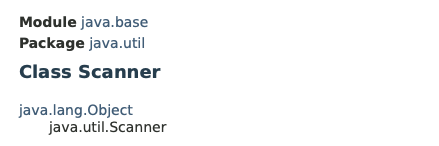 Module java.base
Package java.util
Class Scanner
java.lang.Object
java.util.Scanner